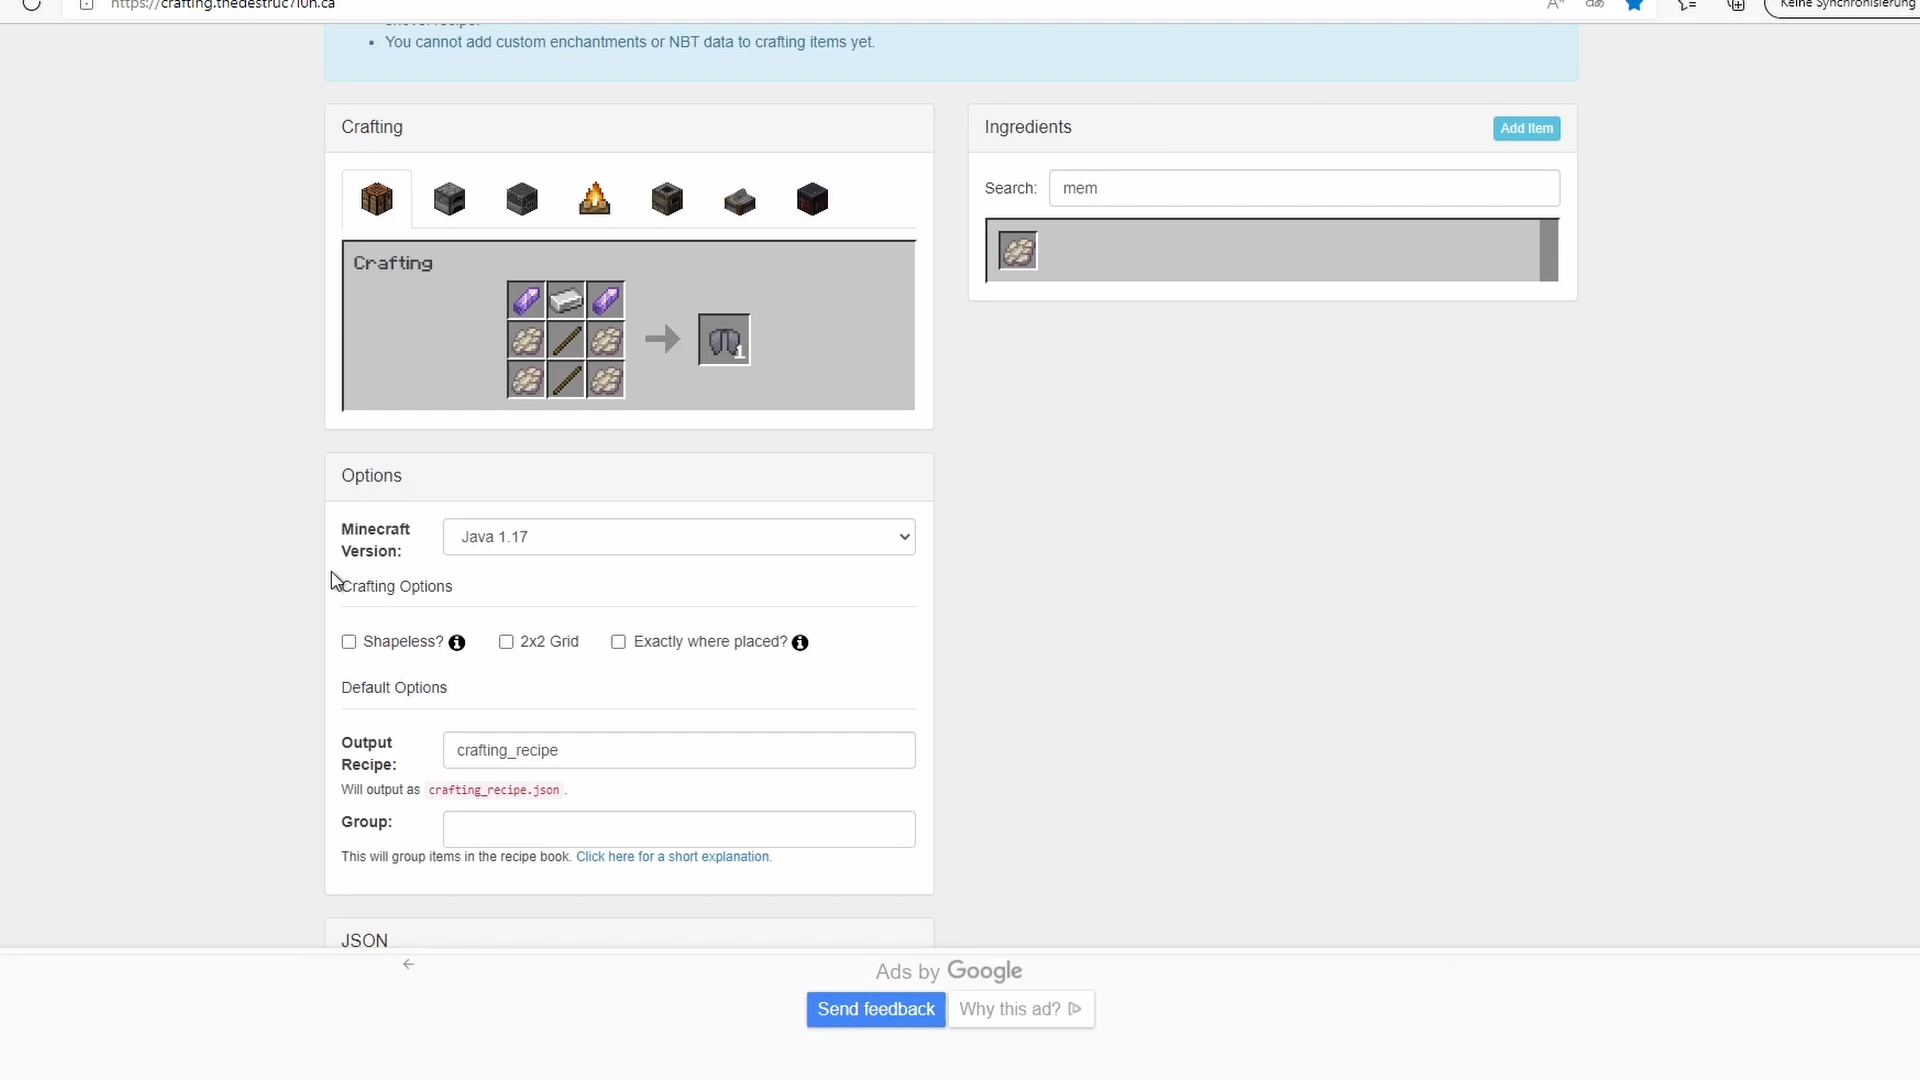 https://crafting.thedestruc7i0n.ca
Keine Synchronisierung
shovel recipe.
You cannot add custom enchantments or NBT data to crafting items yet.
Crafting
Crafting
1
Ingredients
Add Item
Search:
mem
Options
Minecraft Version:
Java 1.17
Crafting Options
Shapeless?
2x2 Grid
Exactly where placed?
Default Options
Output Recipe:
crafting_recipe
Will output as crafting_recipe.json.
Group:
This will group items in the recipe book. Click here for a short explanation.
JSON
Ads by Google
Send feedback
Why this ad?